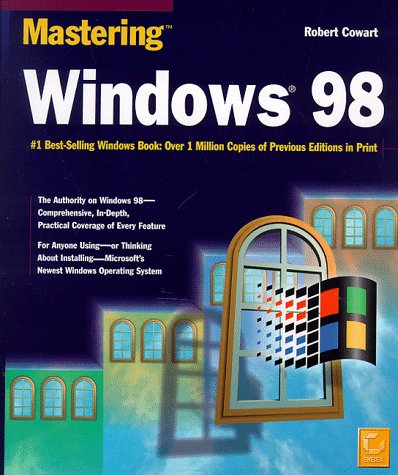 Mastering™
Robert Cowart
Windows® 98
#1 Best-Selling Windows Book: Over 1 Million Copies of Previous Editions in Print
The Authority on Windows 98—
Comprehensive, In-Depth,
Practical Coverage of Every Feature
For Anyone Using—or Thinking
About Installing—Microsoft's
Newest Windows Operating System
SYBEX